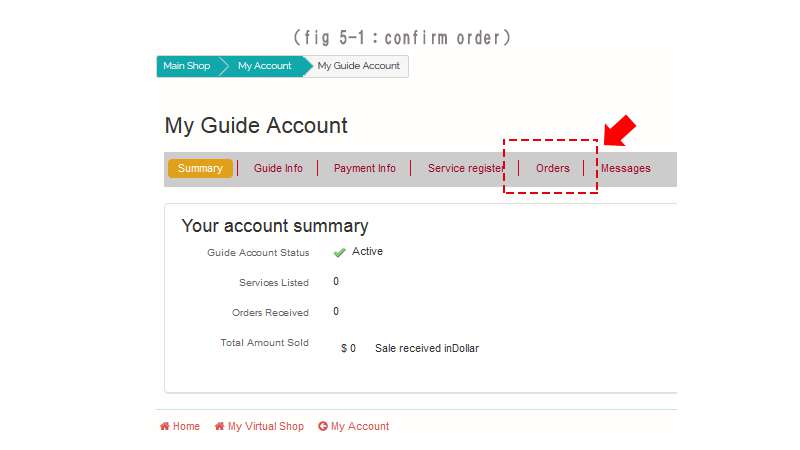 (fig 5-1：confirm order)
Main Shop My Account My Guide Account
My Guide Account
Summary Guide Info Payment Info Service register Orders Messages
Your account summary
Guide Account Status Active
Services Listed 0
Orders Received 0
Total Amount Sold $ 0 Sale received inDollar
Home My Virtual Shop My Account